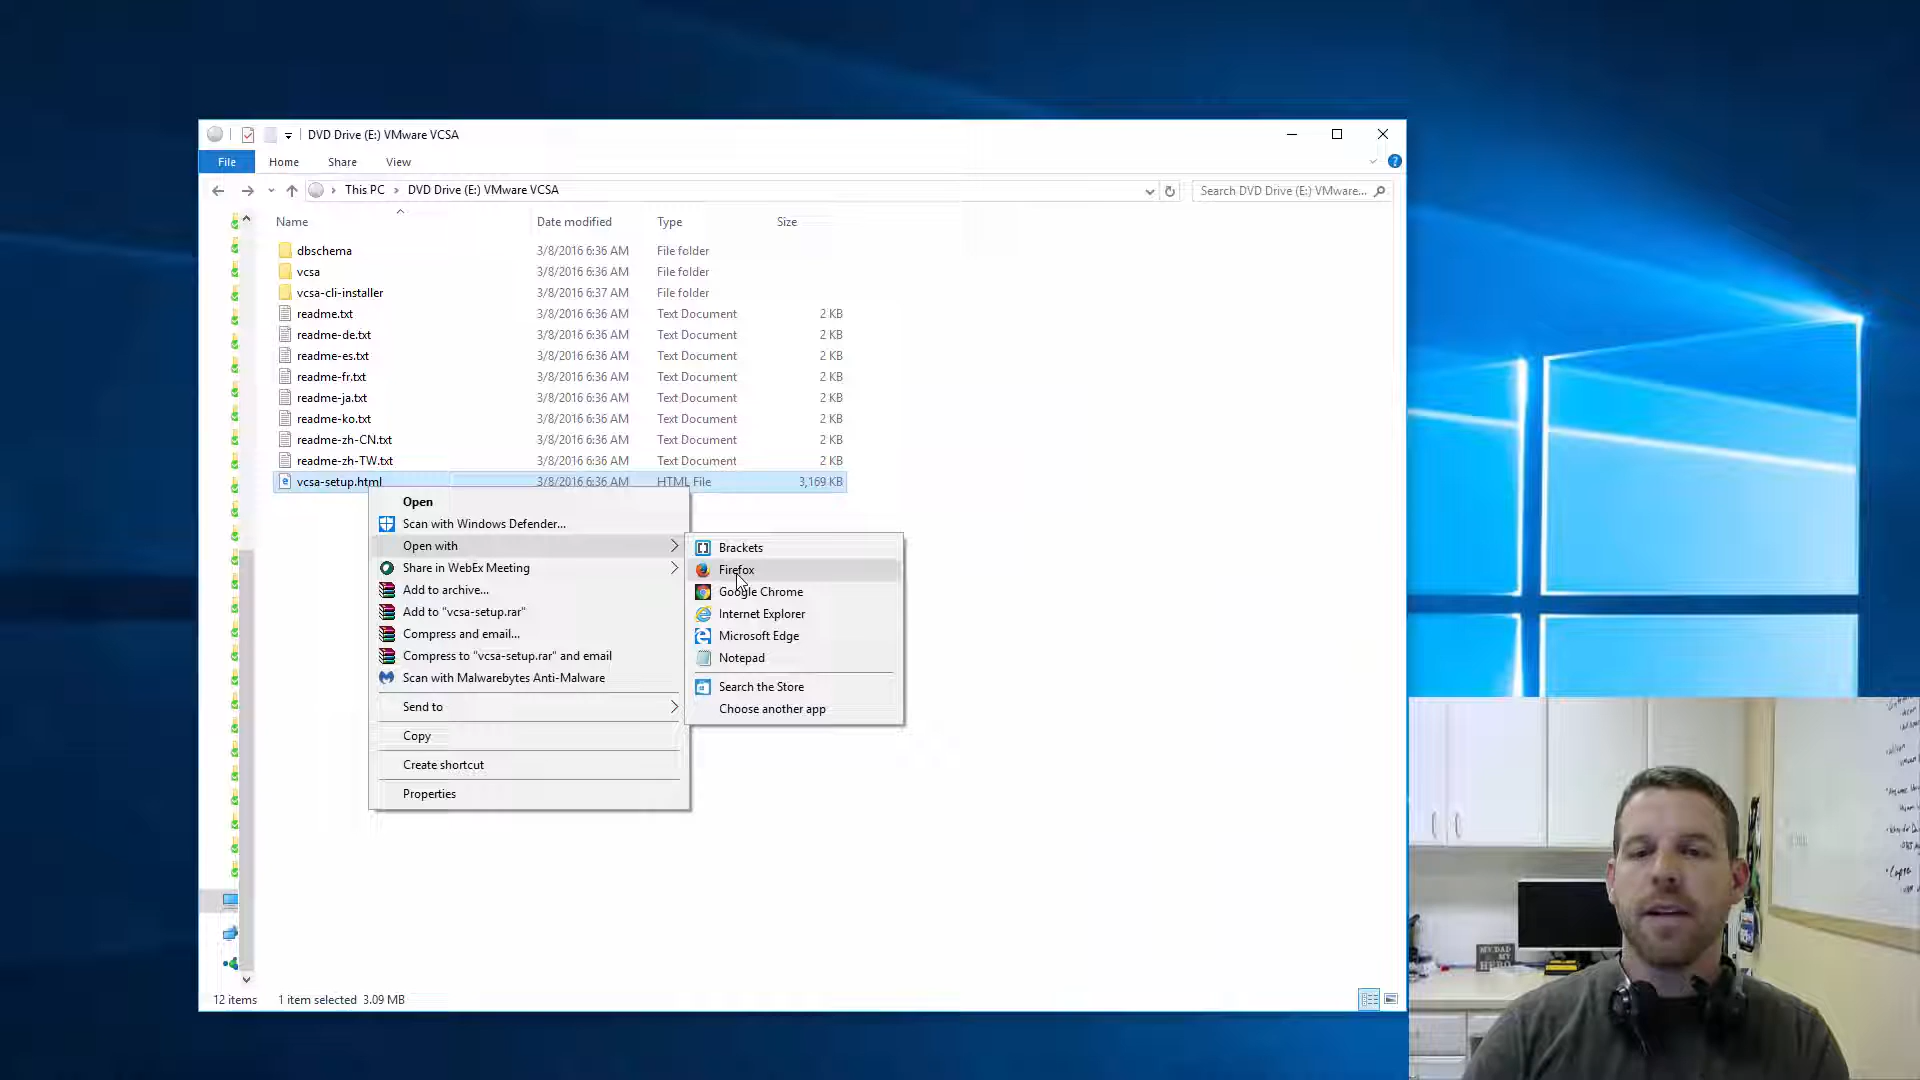 DVD Drive (E:) VMware VCSA
File Home Share View
This PC DVD Drive (E:) VMware VCSA
Search DVD Drive (E:) VMware...
Name Date modified Type Size
dbschema 3/8/2016 6:36 AM File folder
vcsa 3/8/2016 6:36 AM File folder
vcsa-cli-installer 3/8/2016 6:37 AM File folder
readme.txt 3/8/2016 6:36 AM Text Document 2 KB
readme-de.txt 3/8/2016 6:36 AM Text Document 2 KB
readme-es.txt 3/8/2016 6:36 AM Text Document 2 KB
readme-fr.txt 3/8/2016 6:36 AM Text Document 2 KB
readme-ja.txt 3/8/2016 6:36 AM Text Document 2 KB
readme-ko.txt 3/8/2016 6:36 AM Text Document 2 KB
readme-zh-CN.txt 3/8/2016 6:36 AM Text Document 2 KB
readme-zh-TW.txt 3/8/2016 6:36 AM Text Document 2 KB
vcsa-setup.html 3/8/2016 6:36 AM HTML File 3,169 KB
Open
Scan with Windows Defender...
Open with
Share in WebEx Meeting
Add to archive...
Add to "vcsa-setup.rar"
Compress and email...
Compress to "vcsa-setup.rar" and email
Scan with Malwarebytes Anti-Malware
Send to
Copy
Create shortcut
Properties
Brackets
Firefox
Google Chrome
Internet Explorer
Microsoft Edge
Notepad
Search the Store
Choose another app
12 items 1 item selected 3.09 MB
MY DAD
MY
HERO